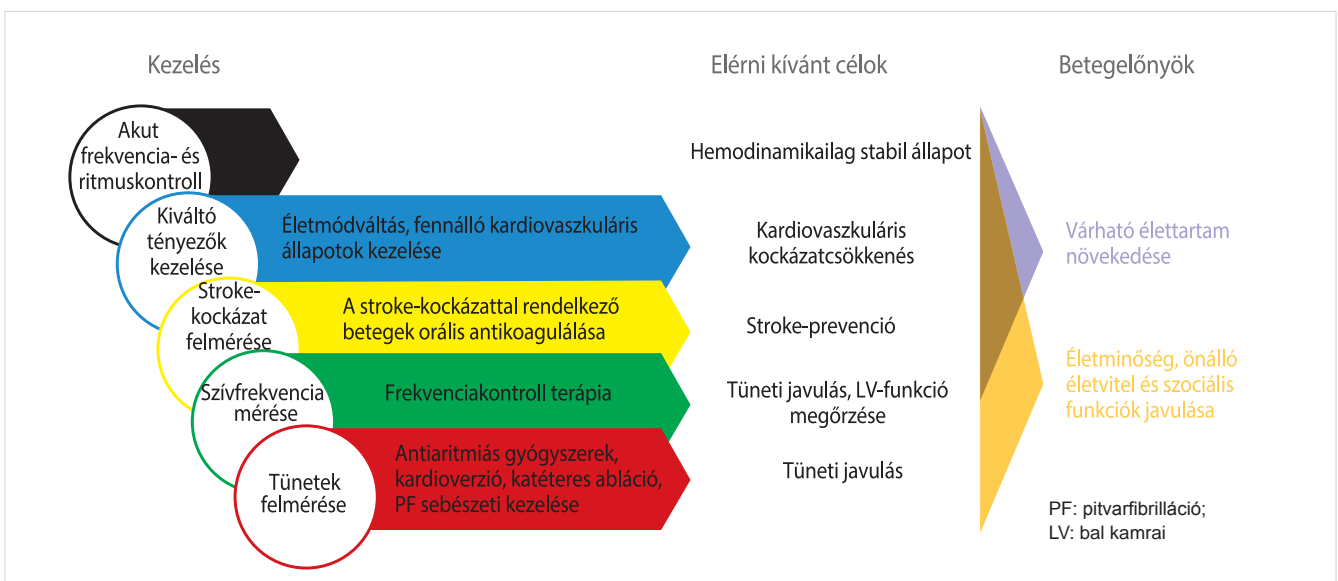 Kezelés
Elérni kívánt célok
Betegelőnyök
Akut
frekvencia- és
ritmuskontroll
Hemodinamikailag stabil állapot
Kiváltó
tényezők
kezelése
Életmódváltás, fennálló kardiovaszkuláris
állapotok kezelése
Kardiovaszkuláris
kockázatcsökkenés
Várható élettartam
növekedése
Stroke-
kockázat
felmérése
A stroke-kockázattal rendelkező
betegek orális antikoagulálása
Stroke-prevenció
Szívfrekvencia
mérése
Frekvenciakontroll terápia
Tüneti javulás, LV-funkció
megőrzése
Életminőség, önálló
életvitel és szociális
funkciók javulása
Tünetek
felmérése
Antiaritmiás gyógyszerek,
kardioverzió, katéteres abláció,
PF sebészeti kezelése
Tüneti javulás
PF: pitvarfibrilláció;
LV: bal kamrai